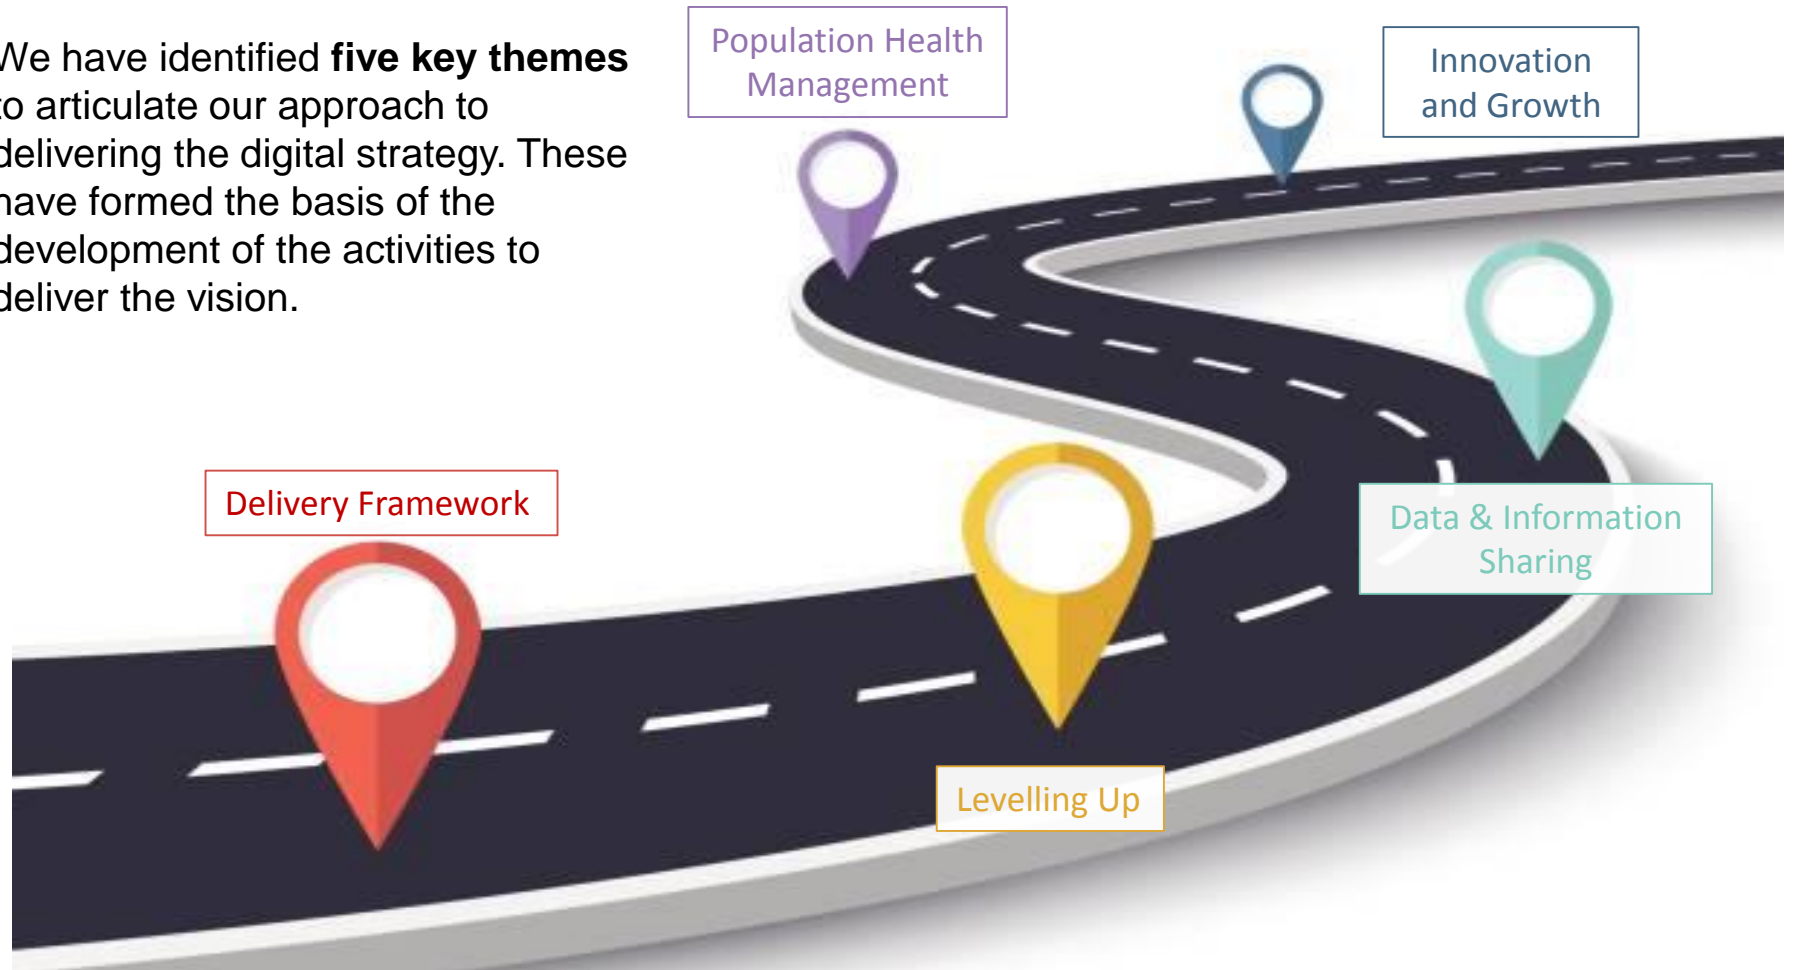 We have identified five key themes
to articulate our approach to
delivering the digital strategy. These
have formed the basis of the
development of the activities to
deliver the vision.
Population Health
Management
Innovation
and Growth
Data & Information
Sharing
Delivery Framework
Levelling Up